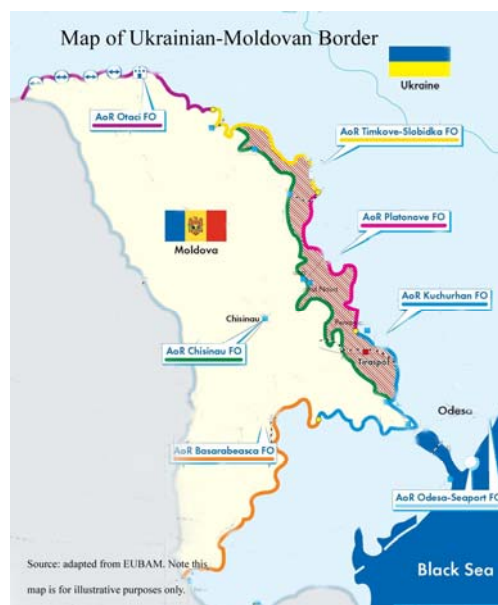 Map of Ukrainian-Moldovan Border
Ukraine
AoR Otaci FO
AoR Timkove-Slobidka FO
AoR Platonove FO
Moldova
AoR Kuchurhan FO
Chisinau
AoR Chisinau FO
Tiraspol
Odesa
AoR Basarabeasca FO
AoR Odesa-Seaport FO
Black Sea
Source: adapted from EUBAM. Note this
map is for illustrative purposes only.